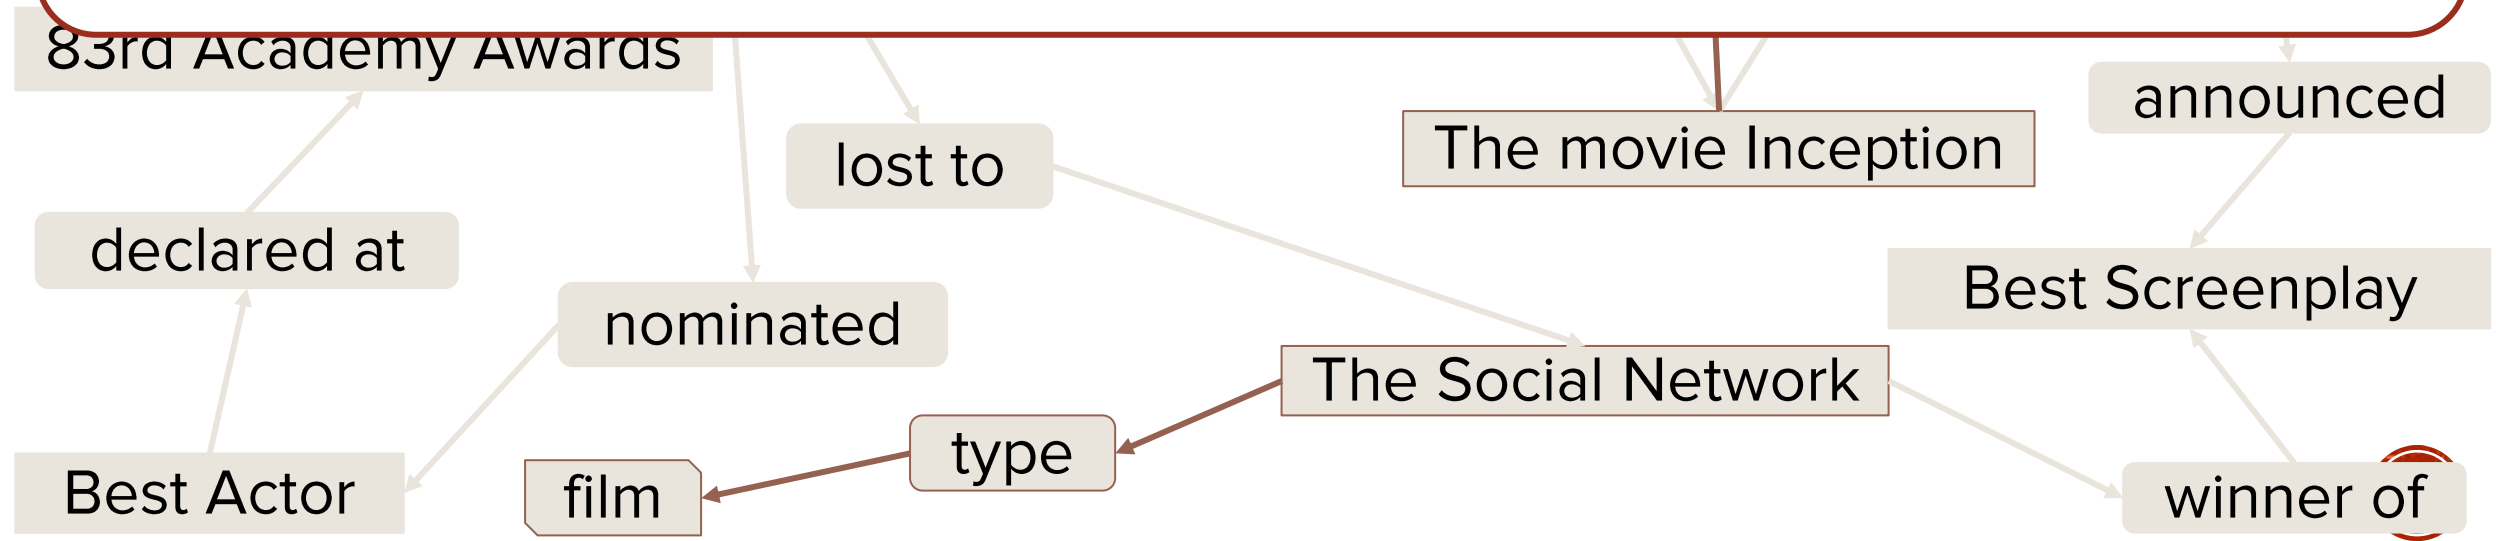 83rd Academy Awards
announced
The movie Inception
lost to
declared at
Best Screenplay
nominated
The Social Network
type
Best Actor
film
winner of